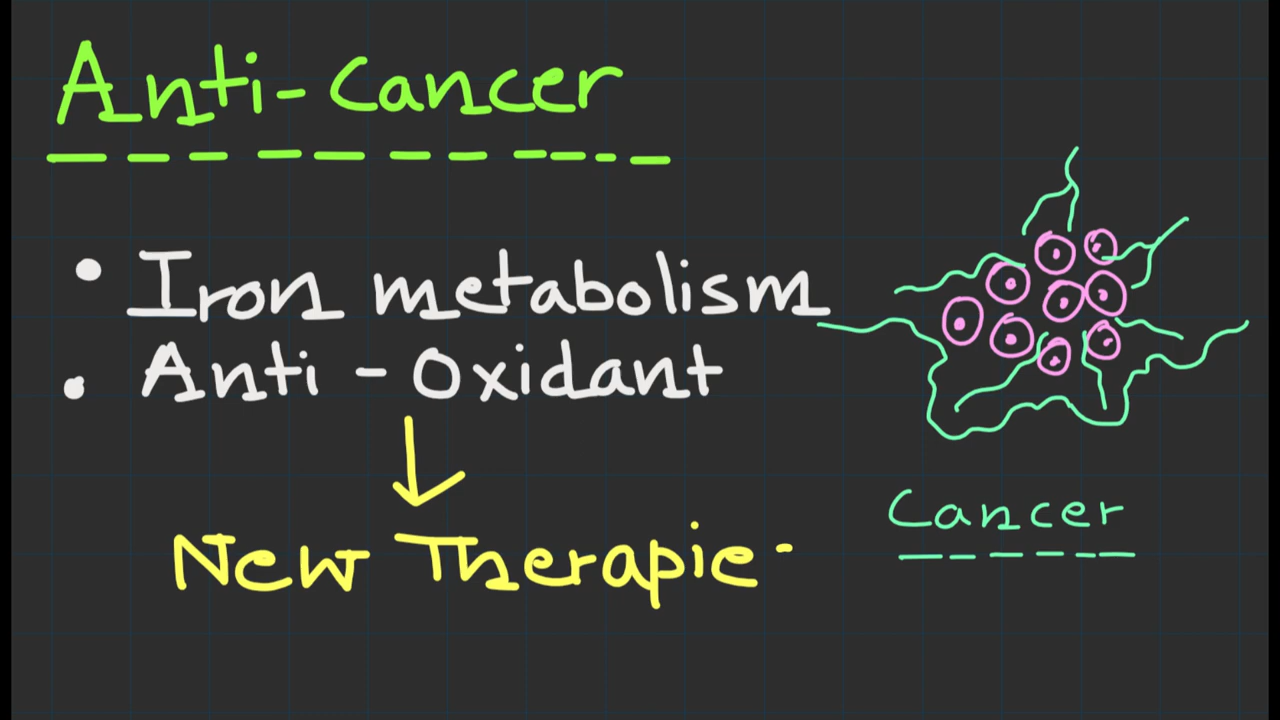 Anti-Cancer
• Iron metabolism
• Anti-Oxidant
New Therapie
Cancer